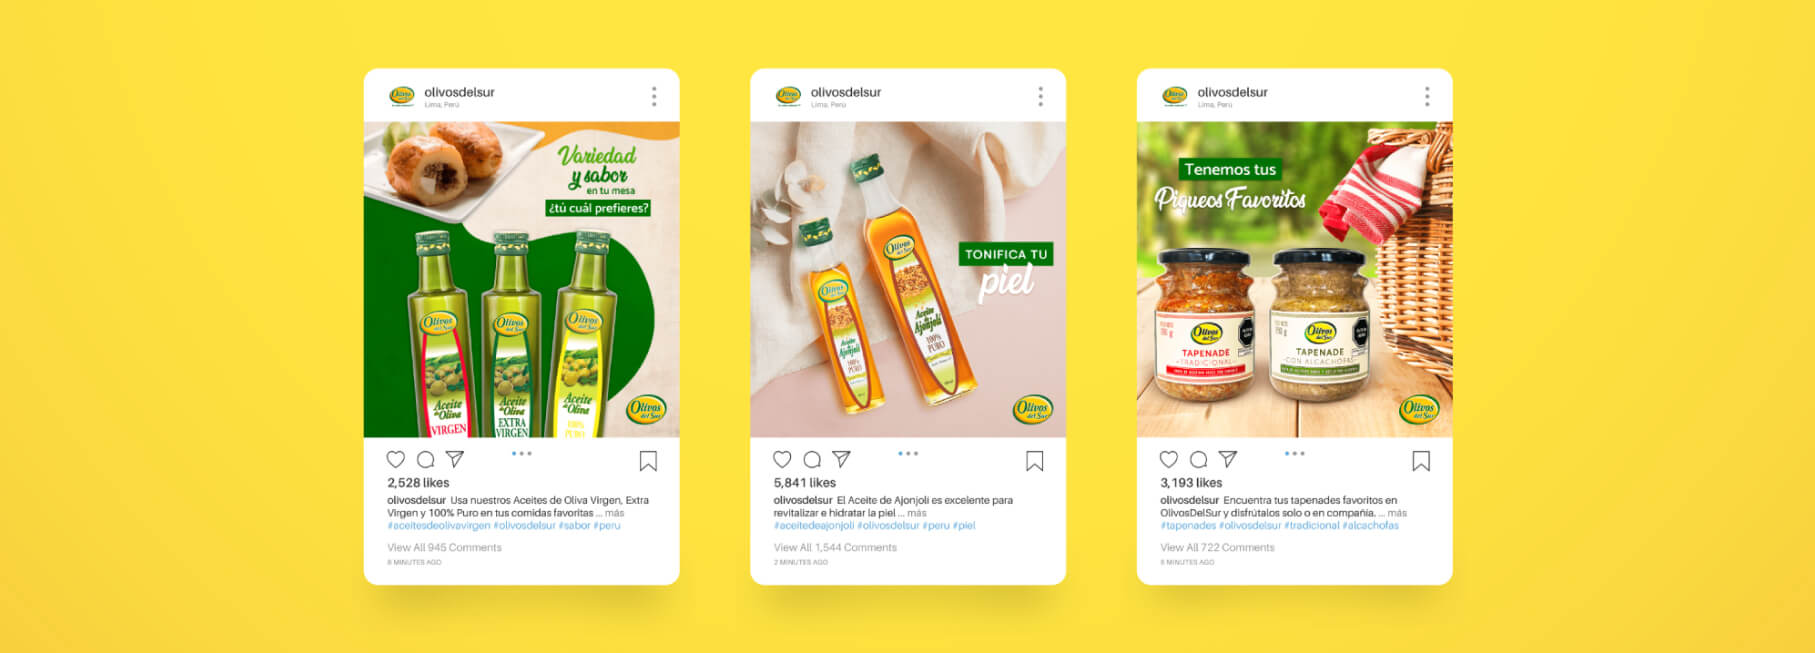 Olivos
olivosdelsur
Lima, Perú
Variedad
y sabor
en tu mesa
¿tú cuál prefieres?
Olivos
del Sur
Aceite
de Oliva
VIRGEN
Olivos
del Sur
Aceite
de Oliva
EXTRA
VIRGEN
Olivos
del Sur
Aceite
de Oliva
100%
PURO
Olivos
del Sur
2,528 likes
olivosdelsur Usa nuestros Aceites de Oliva Virgen, Extra
Virgen y 100% Puro en tus comidas favoritas ... más
#aceitesdeolivavirgen #olivosdelsur #sabor #peru
View All 945 Comments
8 MINUTES AGO
Olivos
olivosdelsur
Lima, Perú
TONIFICA TU
piel
Olivos
del Sur
Aceite
de Ajonjolí
100%
PURO
Olivos
del Sur
Aceite
de Ajonjolí
100%
PURO
Olivos
del Sur
5,841 likes
olivosdelsur El Aceite de Ajonjoli es excelente para
revitalizar e hidratar la piel ... más
#aceitedeajonjoli #olivosdelsur #peru #piel
View All 1,544 Comments
2 MINUTES AGO
Olivos
olivosdelsur
Lima, Perú
Tenemos tus
Piqueos Favoritos
Olivos
del Sur
TAPENADE
TRADICIONAL
Olivos
del Sur
190 g
TAPENADE
CON ALCACHOFAS
Olivos
del Sur
3,193 likes
olivosdelsur Encuentra tus tapenades favoritos en
OlivosDelSur y disfrútalos solo o en compañía. ... más
#tapenades #olivosdelsur #tradicional #alcachofas
View All 722 Comments